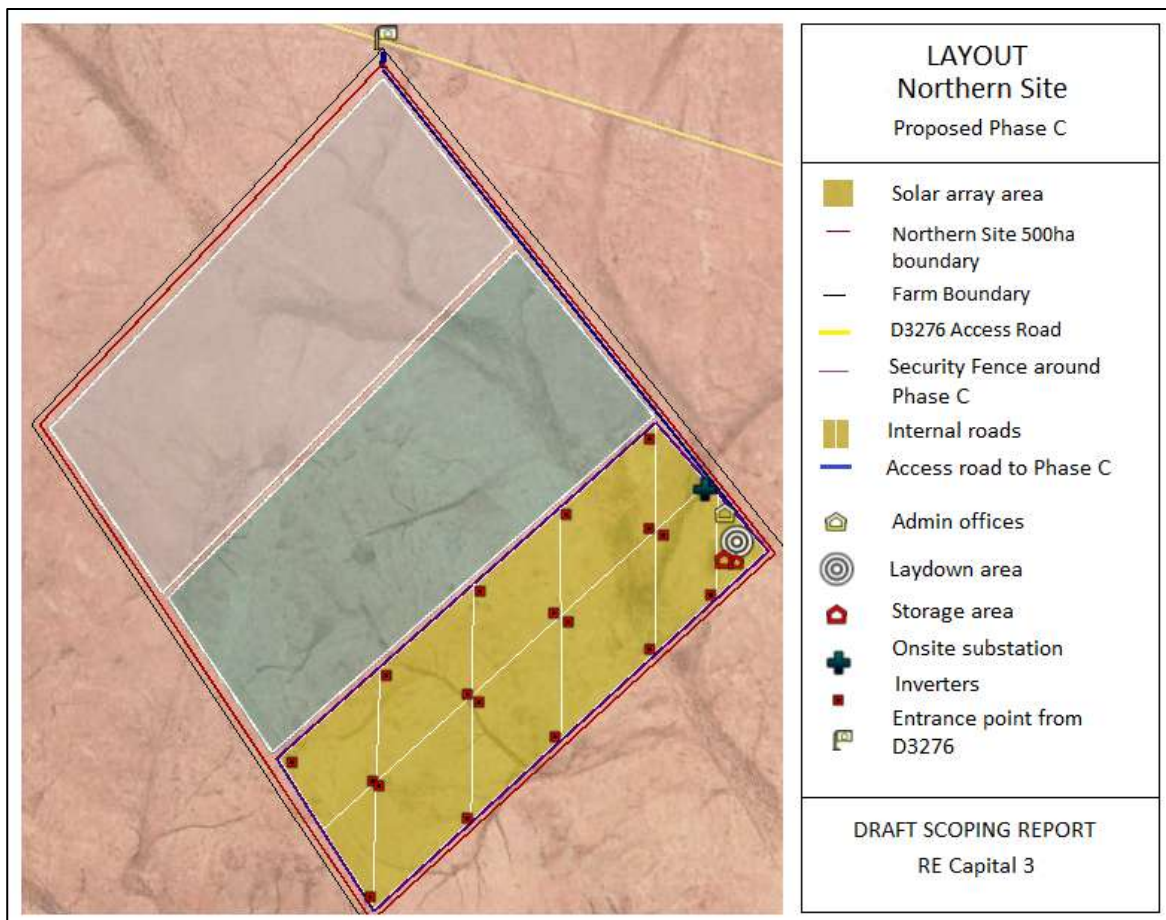 LAYOUT
Northern Site
Proposed Phase C
Solar array area
Northern Site 500ha
boundary
Farm Boundary
D3276 Access Road
Security Fence around
Phase C
Internal roads
Access road to Phase C
Admin offices
Laydown area
Storage area
Onsite substation
Inverters
Entrance point from
D3276
DRAFT SCOPING REPORT
RE Capital 3